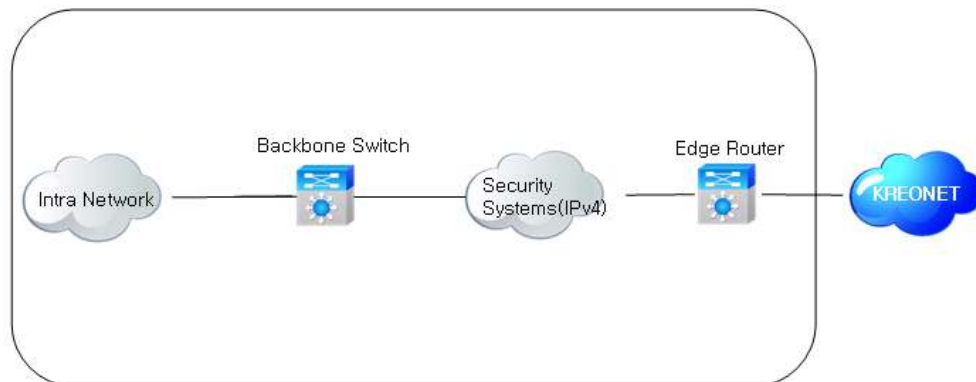 Intra Network
Backbone Switch
Security
Systems(IPv4)
Edge Router
KREONET